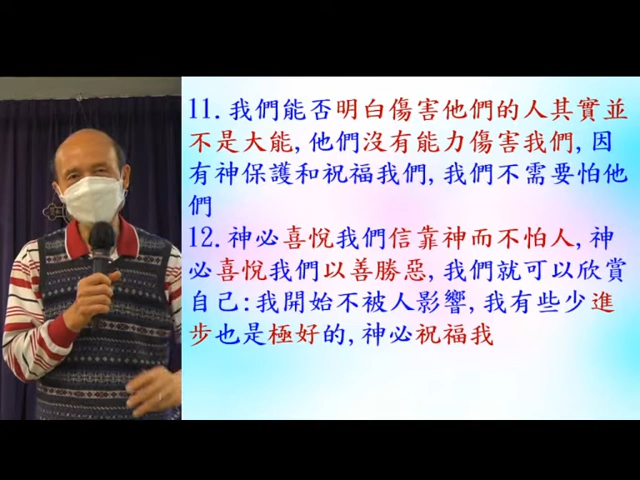 11. 我們能否明白傷害他們的人其實並
不是大能, 他們沒有能力傷害我們, 因
有神保護和祝福我們, 我們不需要怕他
們
12. 神必喜悅我們信靠神而不怕人, 神
必喜悅我們以善勝惡, 我們就可以欣賞
自己: 我開始不被人影響, 我有些少進
步也是極好的, 神必祝福我